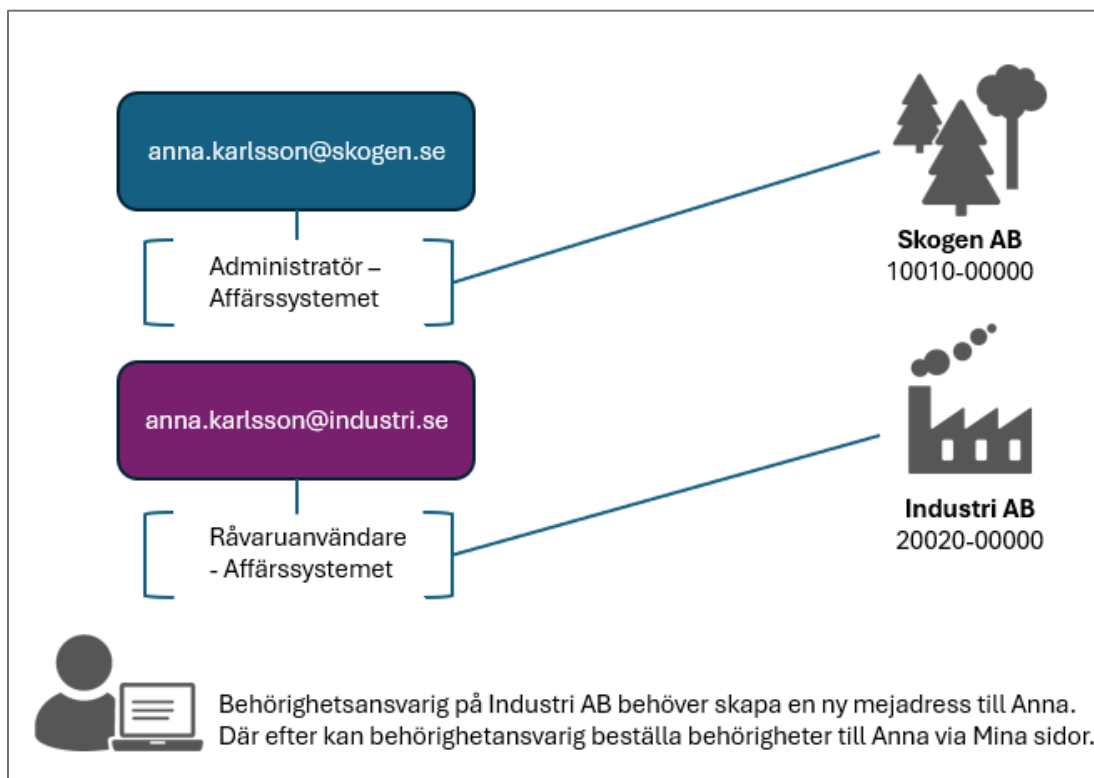 anna.karlsson@skogen.se
Administratör –
Affärssystemet
Skogen AB
10010-00000
anna.karlsson@industri.se
Råvaruanvändare
- Affärssystemet
Industri AB
20020-00000
Behörighetsansvarig på Industri AB behöver skapa en ny mejadress till Anna.
Där efter kan behörighetansvarig beställa behörigheter till Anna via Mina sidor.